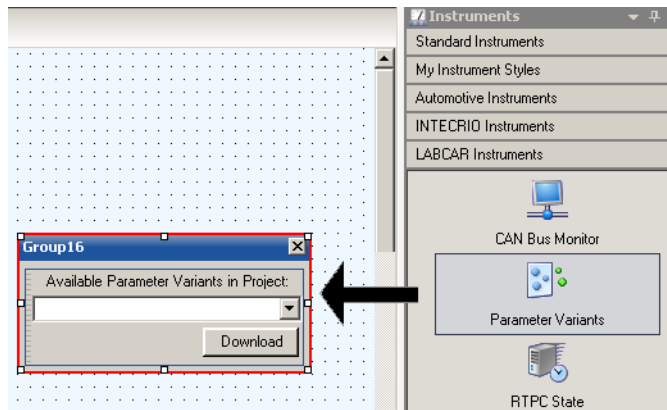 Instruments
Standard Instruments
My Instrument Styles
Automotive Instruments
INTECRIO Instruments
LABCAR Instruments
CAN Bus Monitor
Parameter Variants
RTPC State
Group16
Available Parameter Variants in Project:
Download